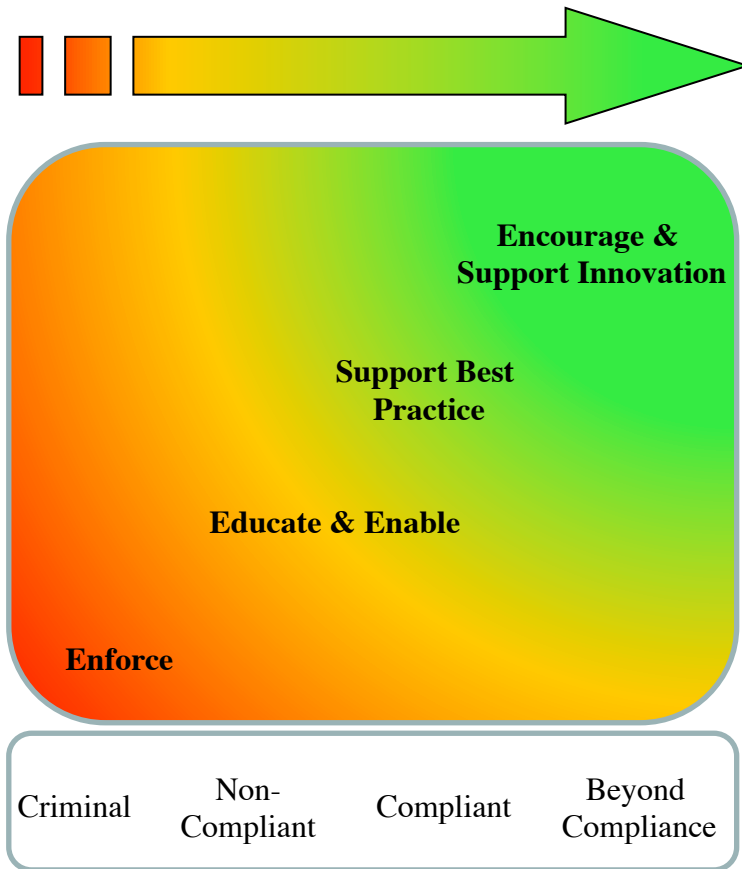 Encourage &
Support Innovation
Support Best
Practice
Educate & Enable
Enforce
Criminal
Non-
Compliant
Compliant
Beyond
Compliance